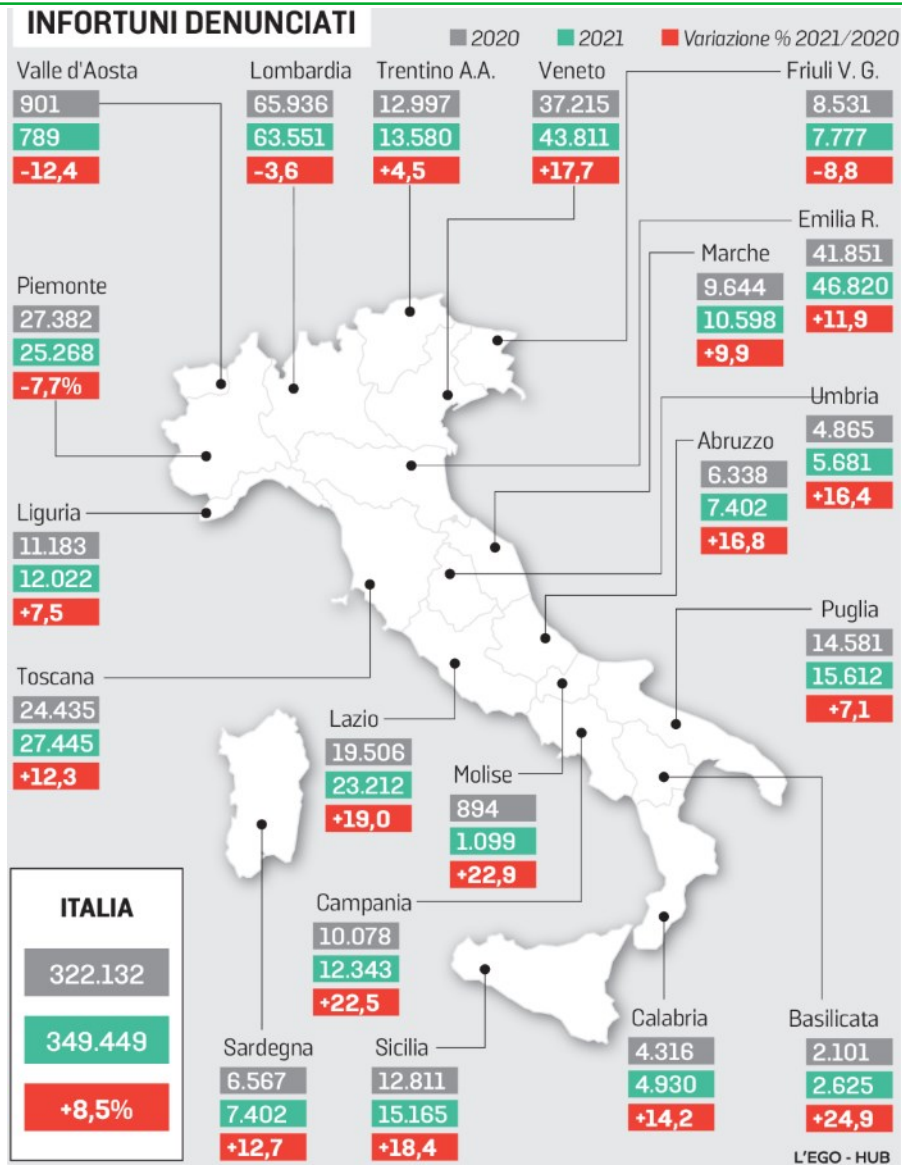 INFORTUNI DENUNCIATI
2020
2021
Variazione % 2021/2020
Valle d'Aosta
901
789
-12,4
Lombardia
65.936
63.551
-3,6
Trentino A.A.
12.997
13.580
+4,5
Veneto
37.215
43.811
+17,7
Friuli V. G.
8.531
7.777
-8,8
Emilia R.
41.851
46.820
+11,9
Marche
9.644
10.598
+9,9
Piemonte
27.382
25.268
-7,7%
Umbria
4.865
5.681
+16,4
Abruzzo
6.338
7.402
+16,8
Liguria
11.183
12.022
+7,5
Puglia
14.581
15.612
+7,1
Toscana
24.435
27.445
+12,3
Lazio
19.506
23.212
+19,0
Molise
894
1.099
+22,9
Campania
10.078
12.343
+22,5
ITALIA
322.132
349.449
+8,5%
Sardegna
6.567
7.402
+12,7
Sicilia
12.811
15.165
+18,4
Calabria
4.316
4.930
+14,2
Basilicata
2.101
2.625
+24,9
L'EGO - HUB